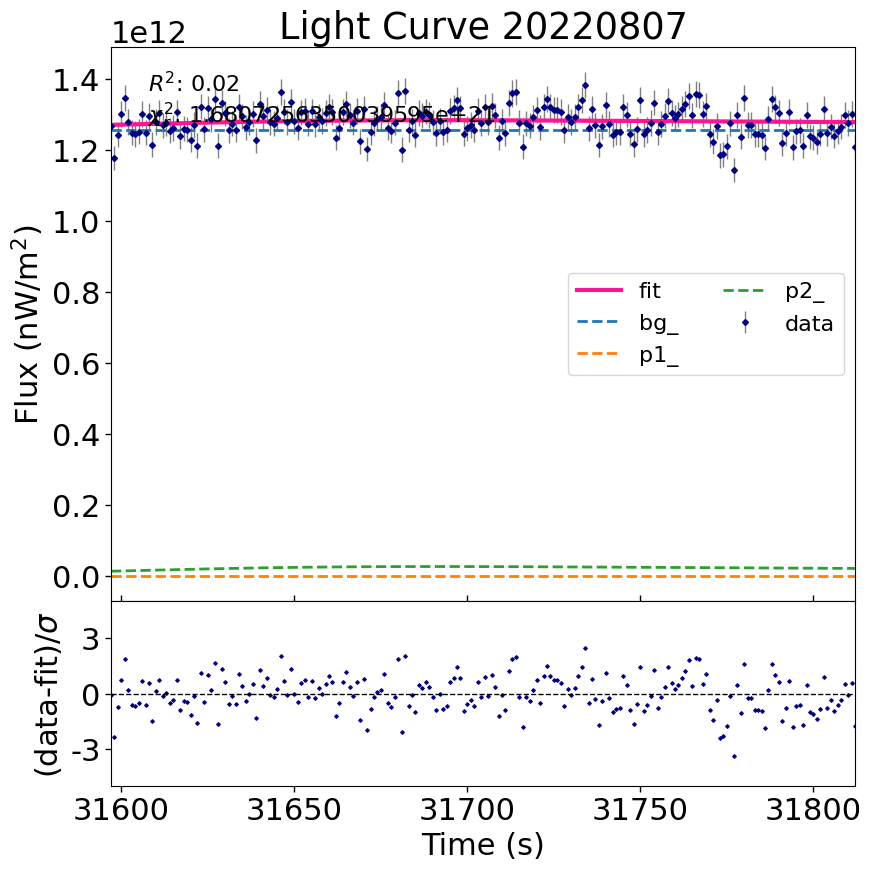 Light Curve 20220807
1e12
R²: 0.02
1.4
1.2
1.0
0.8
0.6
0.4
0.2
0.0
Flux (nW/m²)
fit
bg_
p1_
p2_
data
3
0
-3
(data-fit)/σ
31600 31650 31700 31750 31800
Time (s)